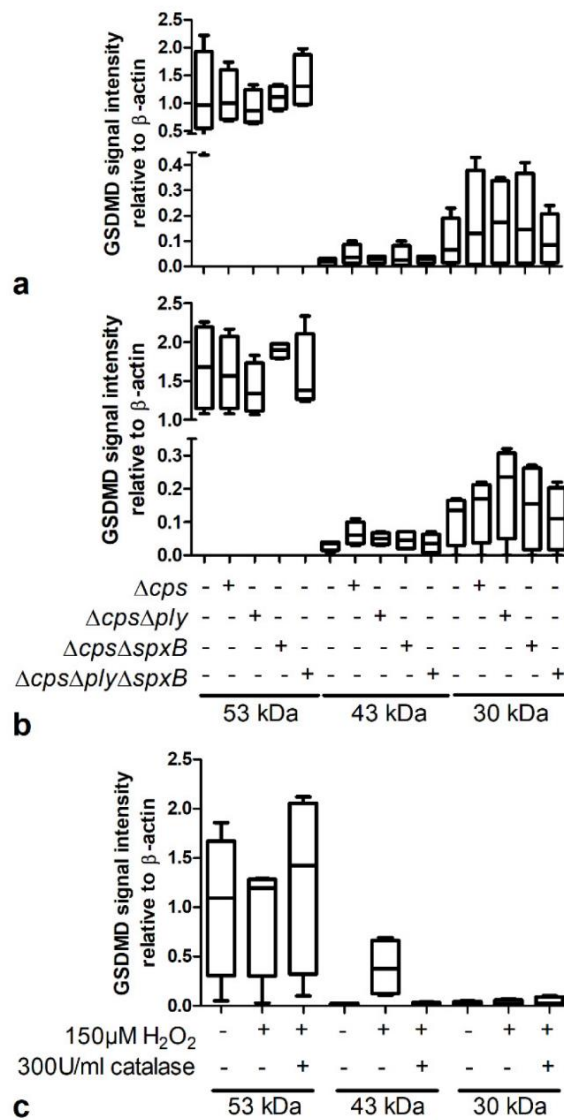 GSDMD signal intensity
relative to β-actin
2.5
2.0
1.5
1.0
0.5
0.4
0.3
0.2
0.1
0.0
a
GSDMD signal intensity
relative to β-actin
2.5
2.0
1.5
1.0
0.3
0.2
0.1
0.0
Δcps - + - - - - + - - - - + - - -
ΔcpsΔply - - + - - - - + - - - - + - -
ΔcpsΔspxB - - - + - - - - + - - - - + -
ΔcpsΔplyΔspxB - - - - + - - - - + - - - - +
53 kDa 43 kDa 30 kDa
b
GSDMD signal intensity
relative to β-actin
2.5
2.0
1.5
1.0
0.5
0.0
150µM H₂O₂ - + + - + + - + +
300U/ml catalase - - + - - + - - +
53 kDa 43 kDa 30 kDa
c